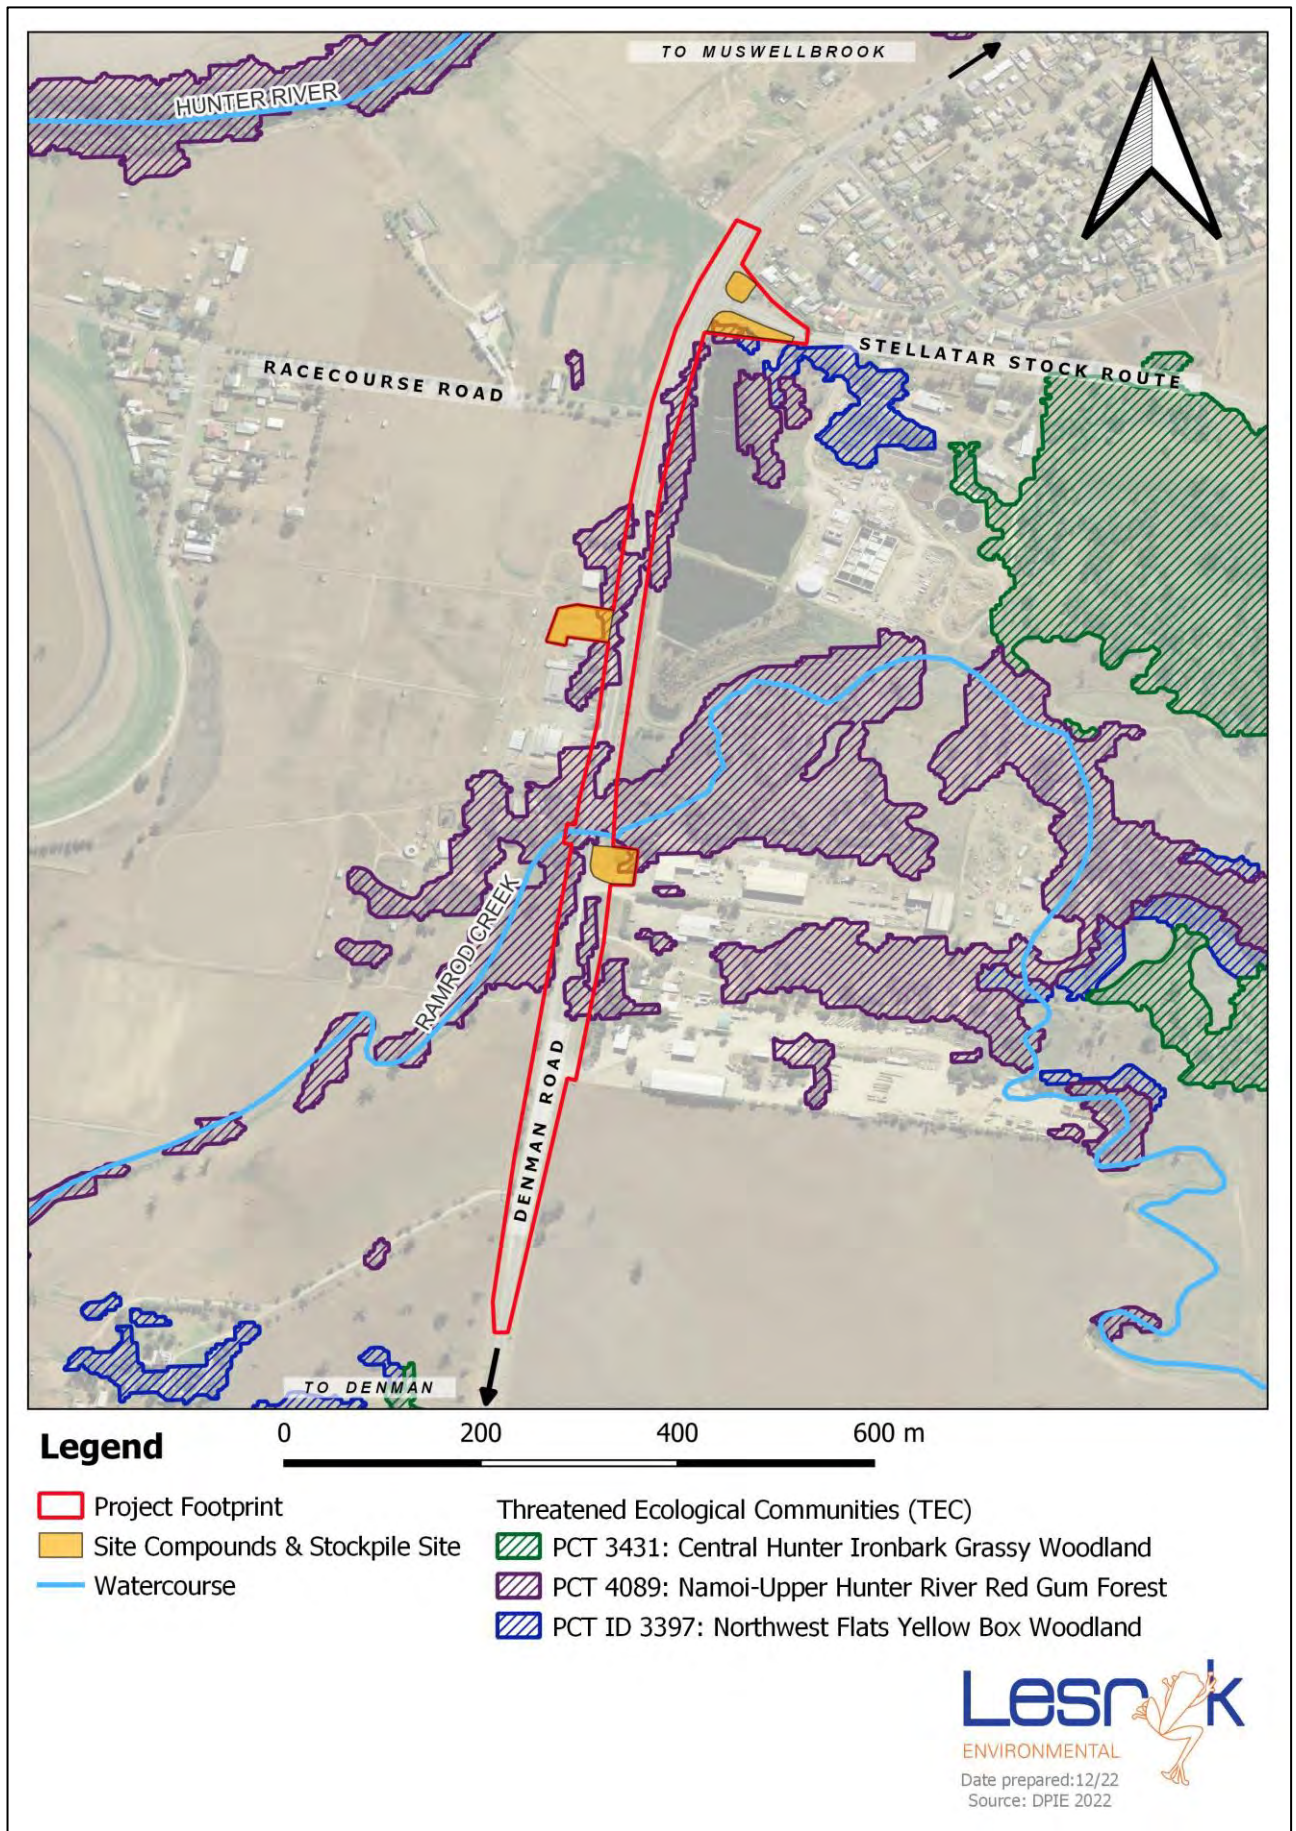 TO MUSWELLBROOK
HUNTER RIVER
STELLATAR STOCK ROUTE
RACECOURSE ROAD
RAMROD CREEK
DENMAN ROAD
TO DENMAN
Legend
0 200 400 600 m
Project Footprint
Site Compounds & Stockpile Site
Watercourse
Threatened Ecological Communities (TEC)
PCT 3431: Central Hunter Ironbark Grassy Woodland
PCT 4089: Namoi-Upper Hunter River Red Gum Forest
PCT ID 3397: Northwest Flats Yellow Box Woodland
Lesryk
ENVIRONMENTAL
Date prepared:12/22
Source: DPIE 2022